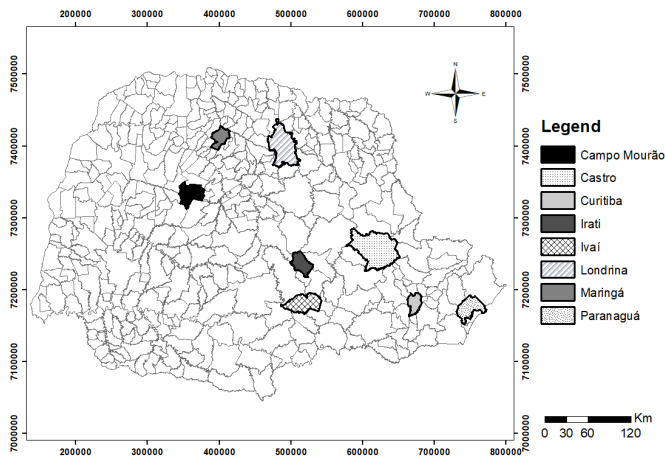 200000 300000 400000 500000 600000 700000 800000
7500000 7500000
7400000 7400000
7300000 7300000
7200000 7200000
7100000 7100000
7000000 7000000
N
W E
S
Legend
Campo Mourão
Castro
Curitiba
Irati
Ivaí
Londrina
Maringá
Paranaguá
Km
0 30 60 120
200000 300000 400000 500000 600000 700000 800000